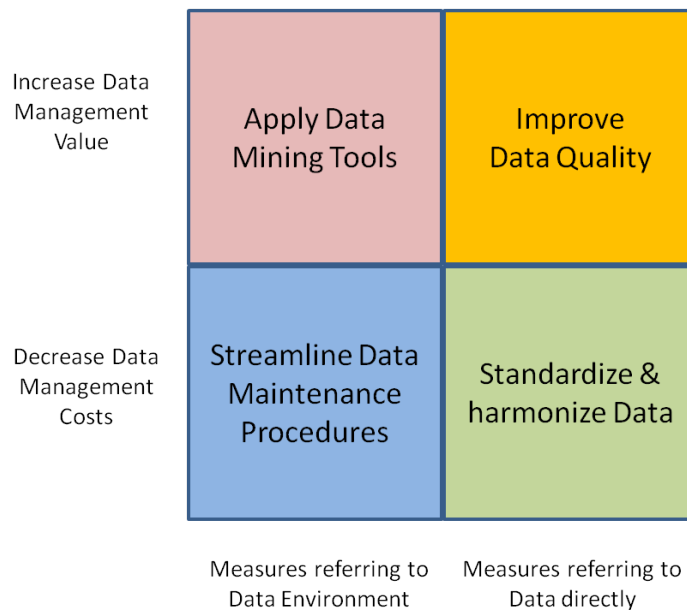 Increase Data
Management
Value
Apply Data
Mining Tools
Improve
Data Quality
Decrease Data
Management
Costs
Streamline Data
Maintenance
Procedures
Standardize &
harmonize Data
Measures referring to
Data Environment
Measures referring to
Data directly